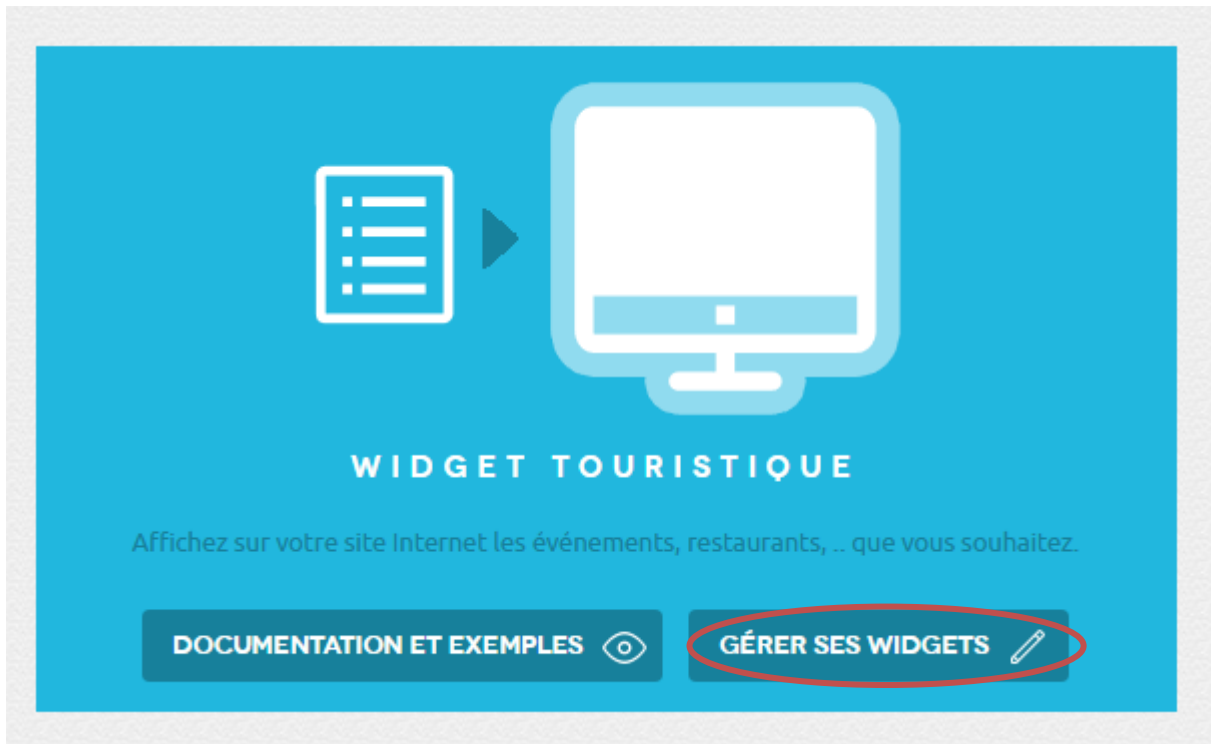 WIDGET TOURISTIQUE
Affichez sur votre site Internet les événements, restaurants, .. que vous souhaitez.
DOCUMENTATION ET EXEMPLES
GÉRER SES WIDGETS